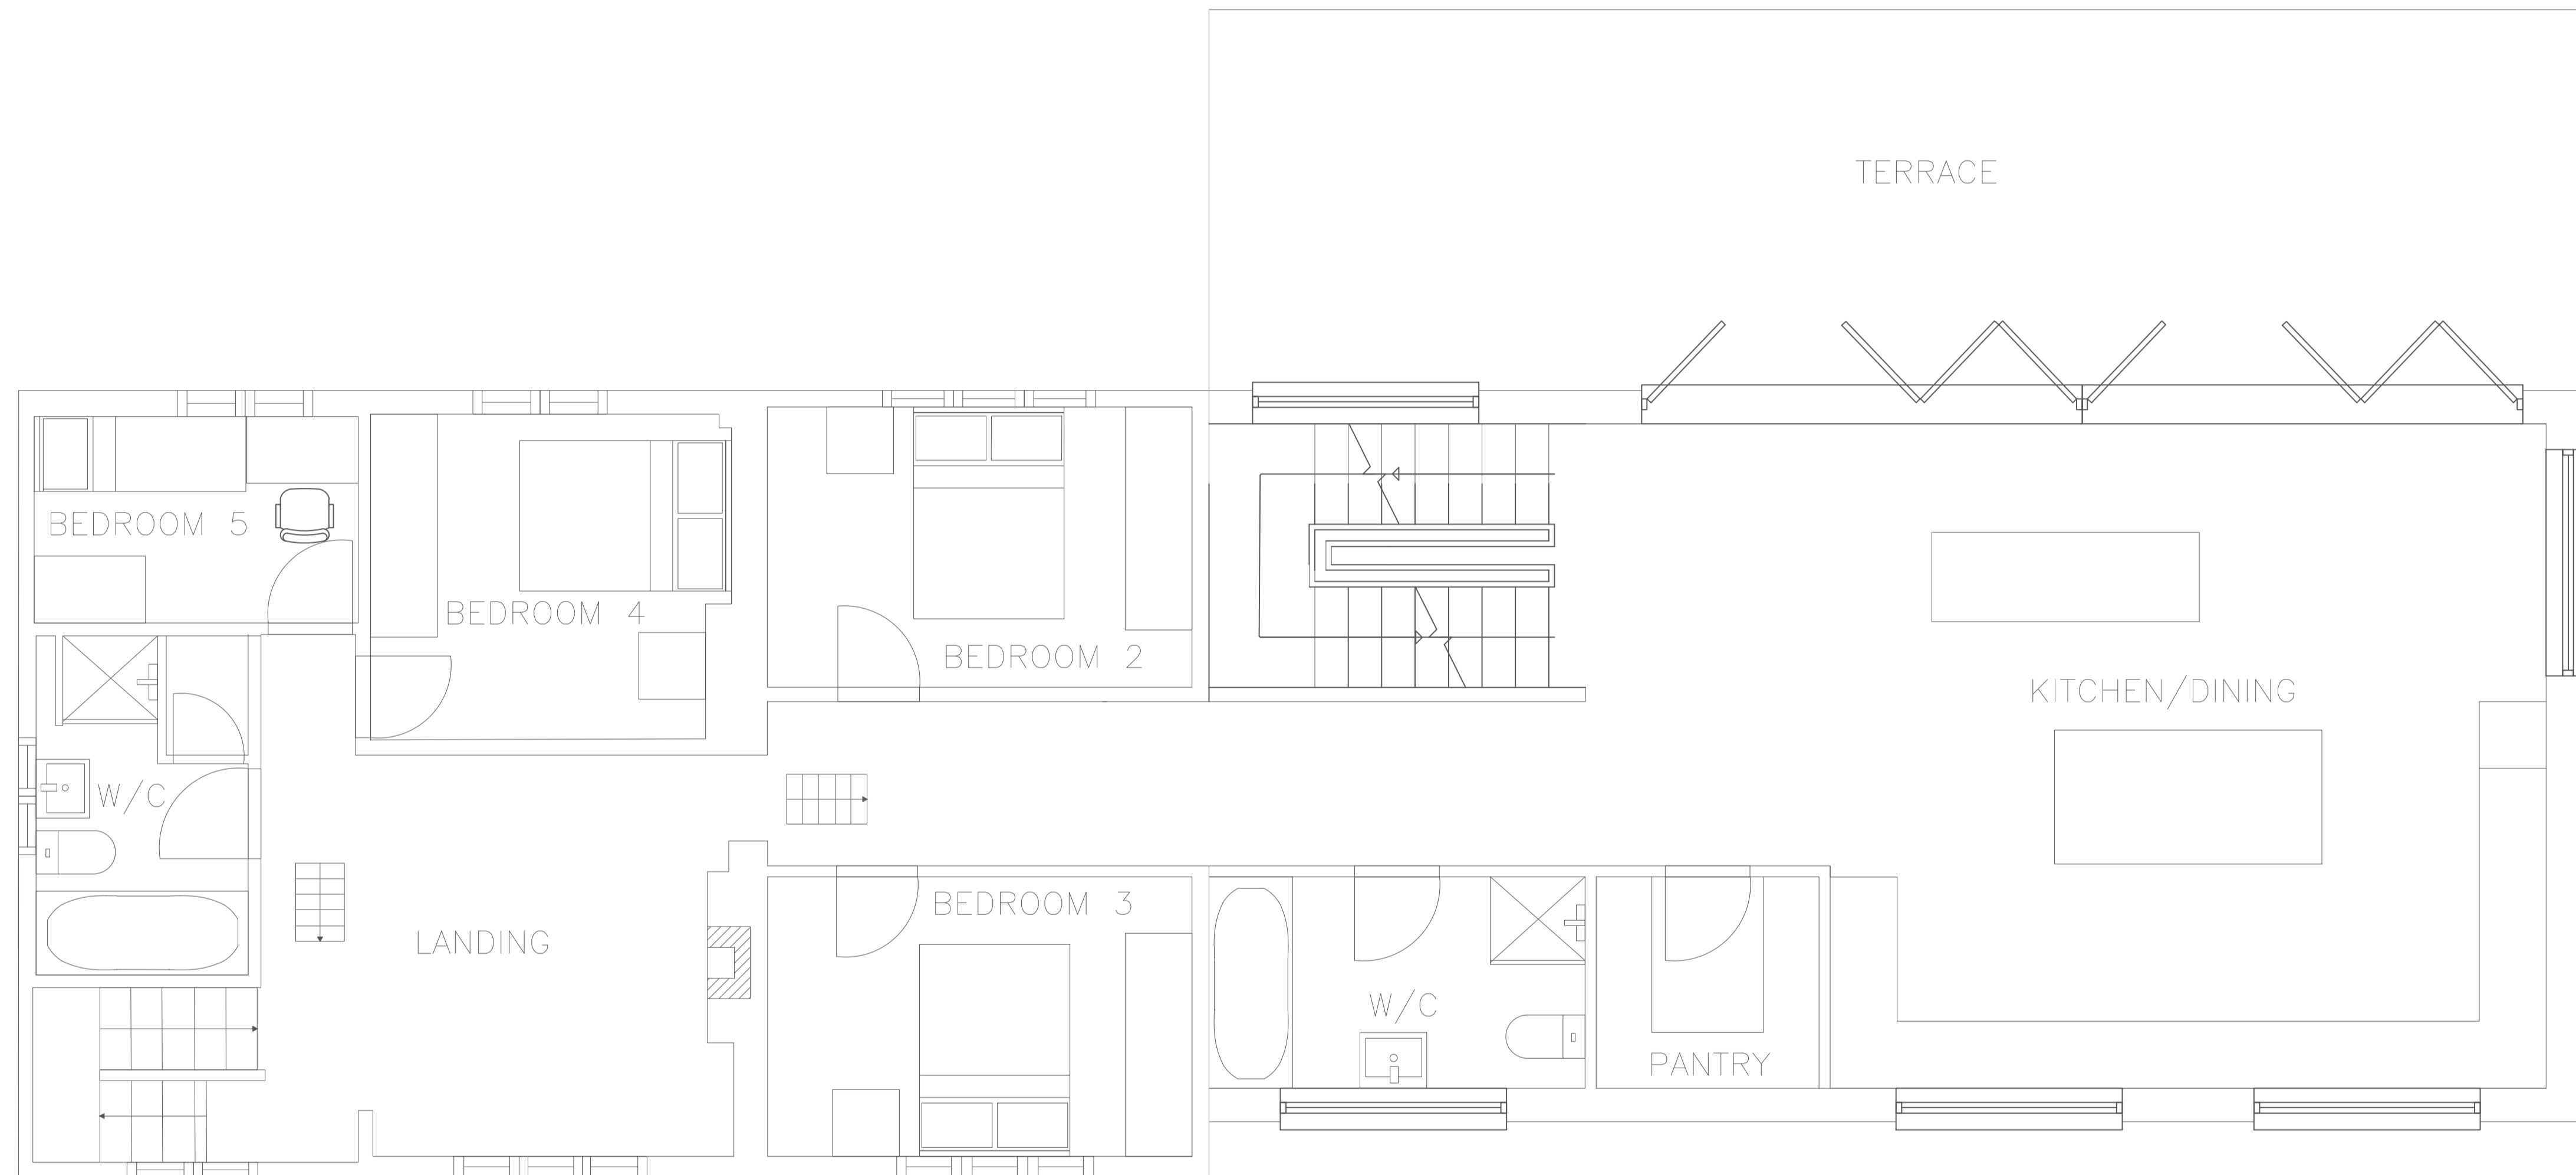 TERRACE
BEDROOM 5
BEDROOM 4
BEDROOM 2
KITCHEN/DINING
W/C
BEDROOM 3
LANDING
W/C
PANTRY